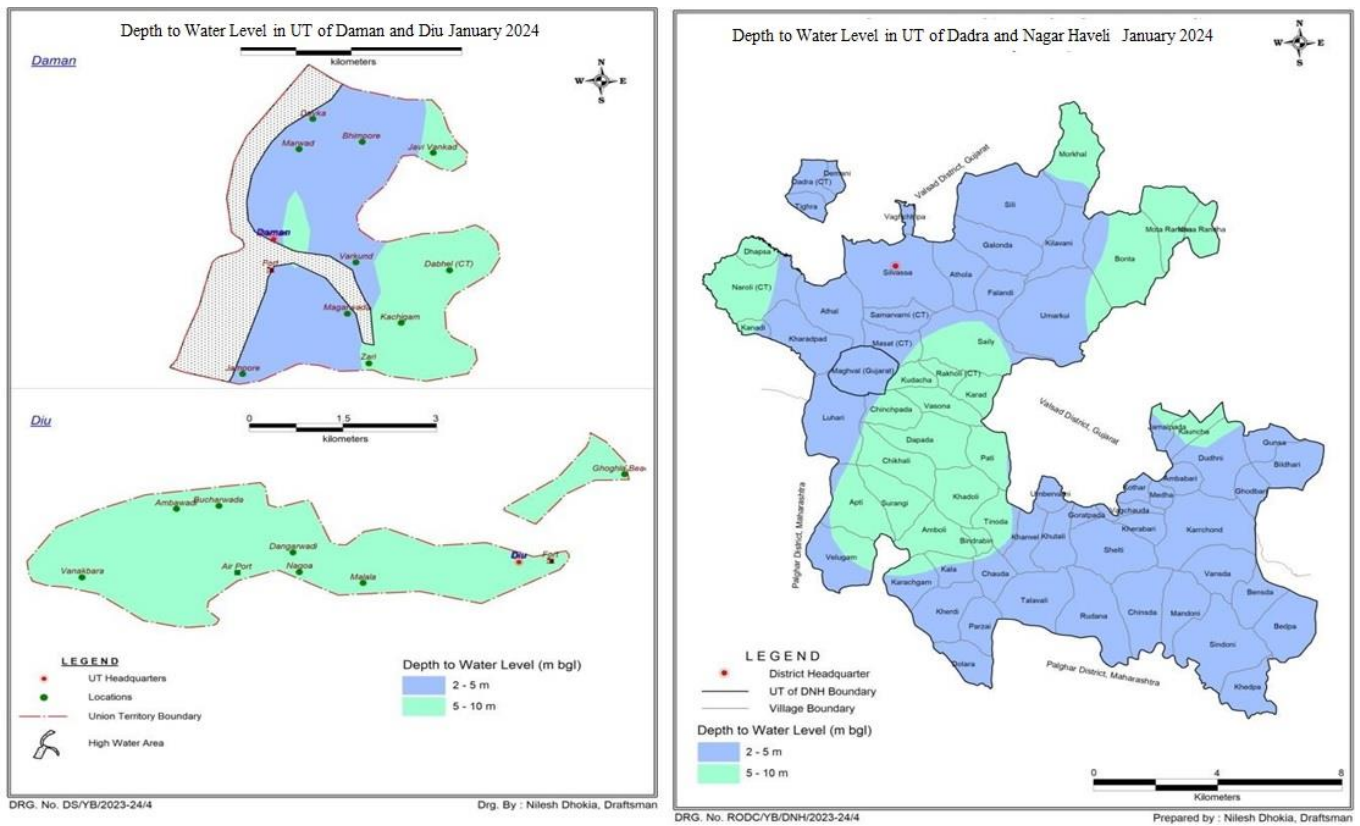 Depth to Water Level in UT of Daman and Diu January 2024
kilometers
Daman
N
W E
S
Devka
Marwad
Bhimpore
Javi Vankad
Daman
Fort
Varkund
Dabhel (CT)
Magarwada
Kachigam
Zari
Jampore
Diu
0 1.5 3
kilometers
Ghoghla Bea
Ambawadi
Bucharwada
Dangarwadi
Vanakbara
Air Port
Nagoa
Malala
Diu
Fort
LEGEND
UT Headquarters
Locations
Union Territory Boundary
High Water Area
Depth to Water Level (m bgl)
2 - 5 m
5 - 10 m
DRG. No. DS/YB/2023-24/4
Drg. By : Nilesh Dhokia, Draftsman
Depth to Water Level in UT of Dadra and Nagar Haveli January 2024
N
W E
S
Morkhal
Valsad District, Gujarat
Demani
Dadra (CT)
Tighra
Sili
Mota Randha
Dhapsa
Galonda
Kilavani
Bonta
Silvassa
Athola
Naroli (CT)
Falandi
Athal
Samarvarni (CT)
Umarkui
Kanadi
Kharadpad
Masat (CT)
Saily
Maghval (Gujarat)
Kudacha
Rakholi (CT)
Karad
Luhari
Chinchpada
Vasona
Valsad District, Gujarat
Dapada
Jamalpada
Kauncha
Gunsa
Chikhali
Pati
Dudhni
Bildhari
Ambabari
Ghodbari
Kothar
Medha
Apti
Surangi
Khadoli
Umbervarni
Goratpada
Vagchauda
Tinoda
Amboli
Khanvel
Khutali
Kherabari
Karrchond
Bindrabin
Shelti
Velugam
Palghar District, Maharashtra
Kala
Chauda
Vansda
Karachgam
Bensda
Kherdi
Talavali
Rudana
Chinsda
Mandoni
Bedpa
Parzai
Sindoni
Dolara
Palghar District, Maharashtra
Khedpa
LEGEND
District Headquarter
UT of DNH Boundary
Village Boundary
Depth to Water Level (m bgl)
2 - 5 m
5 - 10 m
0 4 8
Kilometers
DRG. No. RODC/YB/DNH/2023-24/4
Prepared by : Nilesh Dhokia, Draftsman